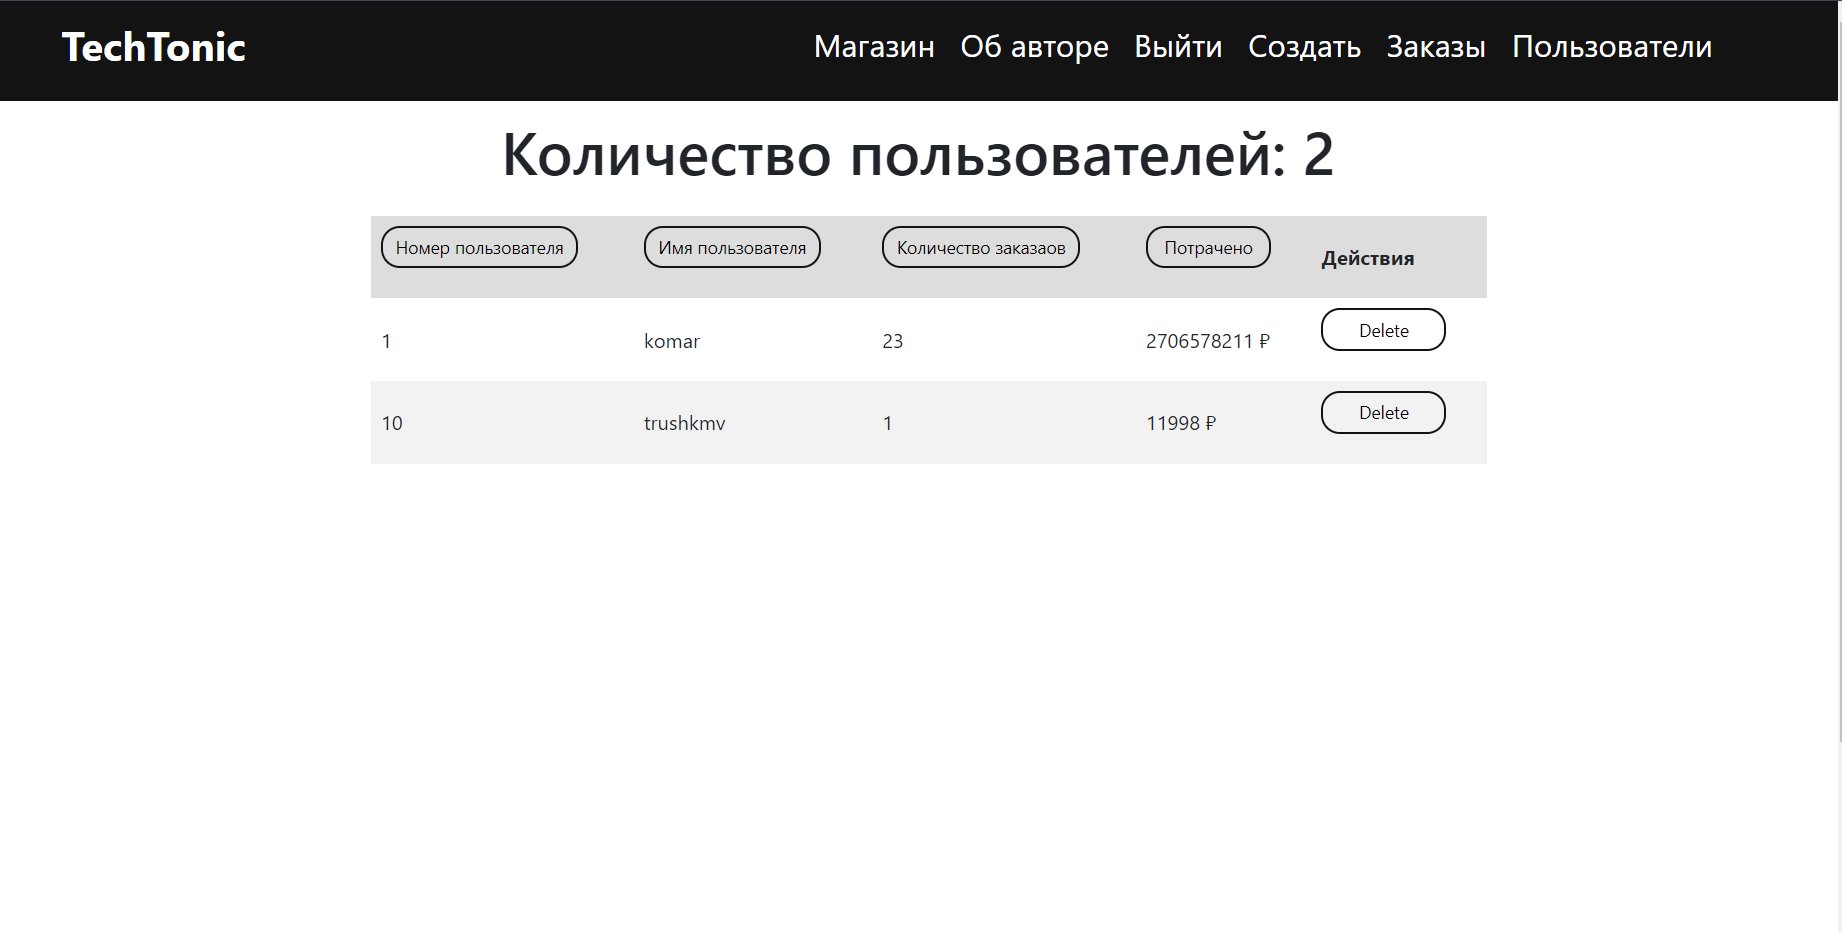 TechTonic Магазин Об авторе Выйти Создать Заказы Пользователи
Количество пользователей: 2
Номер пользователя Имя пользователя Количество заказаов Потрачено Действия
1 komar 23 2706578211 ₽ Delete
10 trushkmv 1 11998 ₽ Delete